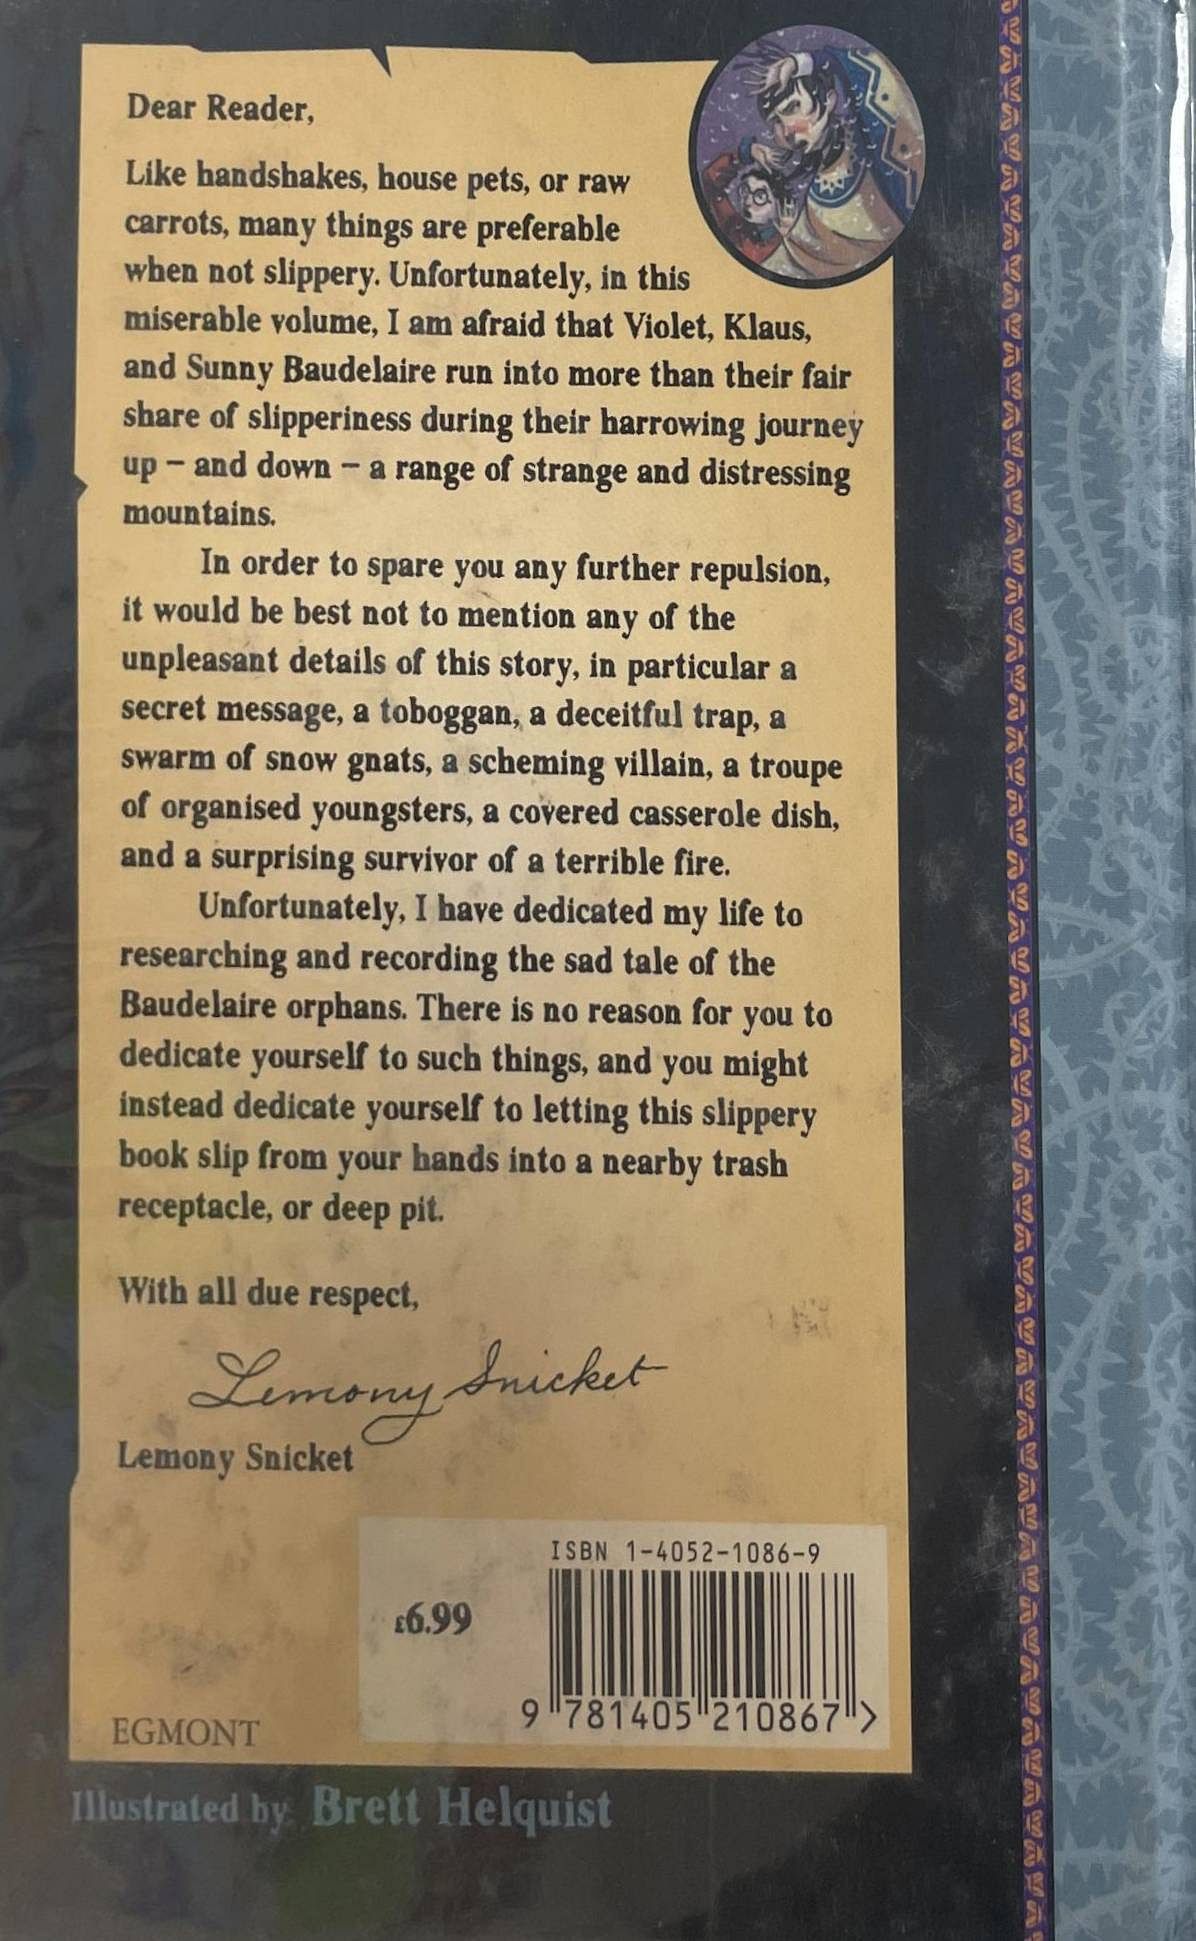 Dear Reader,
Like handshakes, house pets, or raw
carrots, many things are preferable
when not slippery. Unfortunately, in this
miserable volume, I am afraid that Violet, Klaus,
and Sunny Baudelaire run into more than their fair
share of slipperiness during their harrowing journey
up – and down – a range of strange and distressing
mountains.
In order to spare you any further repulsion,
it would be best not to mention any of the
unpleasant details of this story, in particular a
secret message, a toboggan, a deceitful trap, a
swarm of snow gnats, a scheming villain, a troupe
of organised youngsters, a covered casserole dish,
and a surprising survivor of a terrible fire.
Unfortunately, I have dedicated my life to
researching and recording the sad tale of the
Baudelaire orphans. There is no reason for you to
dedicate yourself to such things, and you might
instead dedicate yourself to letting this slippery
book slip from your hands into a nearby trash
receptacle, or deep pit.
With all due respect,
Lemony Snicket
Lemony Snicket
ISBN 1-4052-1086-9
£6.99
9 781405 210867 >
EGMONT
Illustrated by Brett Helquist